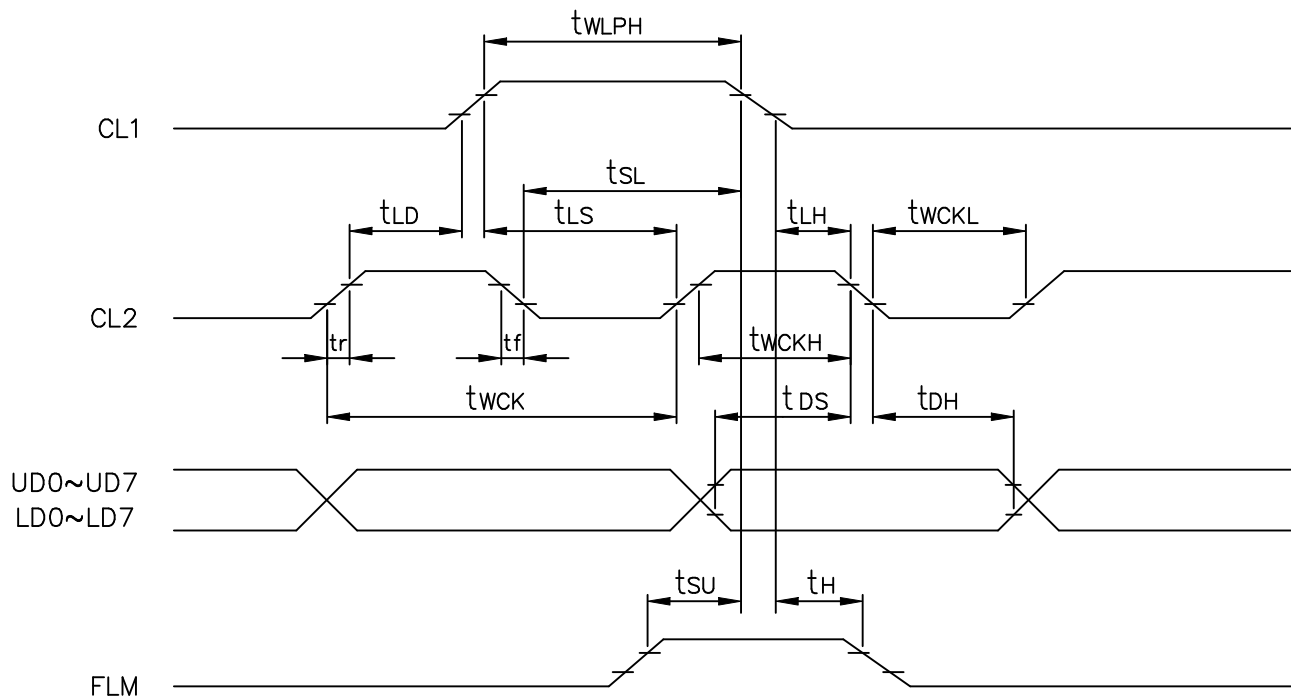 tWLPH
CL1
tSL
tLD
tLS
tLH
tWCKL
CL2
tr
tf
tWCKH
tWCK
tDS
tDH
UD0~UD7
LD0~LD7
tSU
tH
FLM